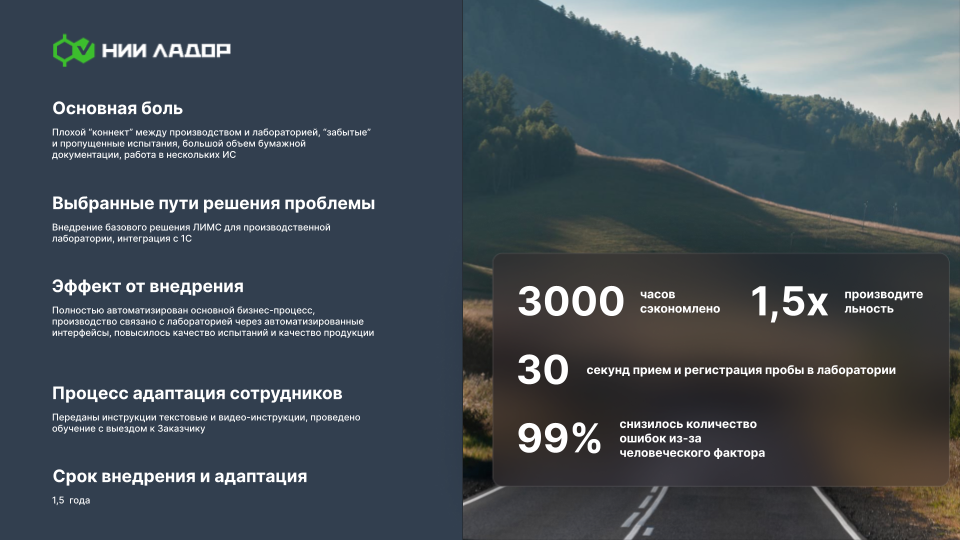 НИИ ЛАДОР
Основная боль
Плохой “коннект” между производством и лабораторией, “забытые”
и пропущенные испытания, большой объем бумажной
документации, работа в нескольких ИС
Выбранные пути решения проблемы
Внедрение базового решения ЛИМС для производственной
лаборатории, интеграция с 1С
Эффект от внедрения
Полностью автоматизирован основной бизнес-процесс,
производство связано с лабораторией через автоматизированные
интерфейсы, повысилось качество испытаний и качество продукции
Процесс адаптация сотрудников
Переданы инструкции текстовые и видео-инструкции, проведено
обучение с выездом к Заказчику
Срок внедрения и адаптация
1,5 года
3000
часов
сэкономлено
1,5x
производите
льность
30
секунд прием и регистрация пробы в лаборатории
99%
снизилось количество
ошибок из-за
человеческого фактора